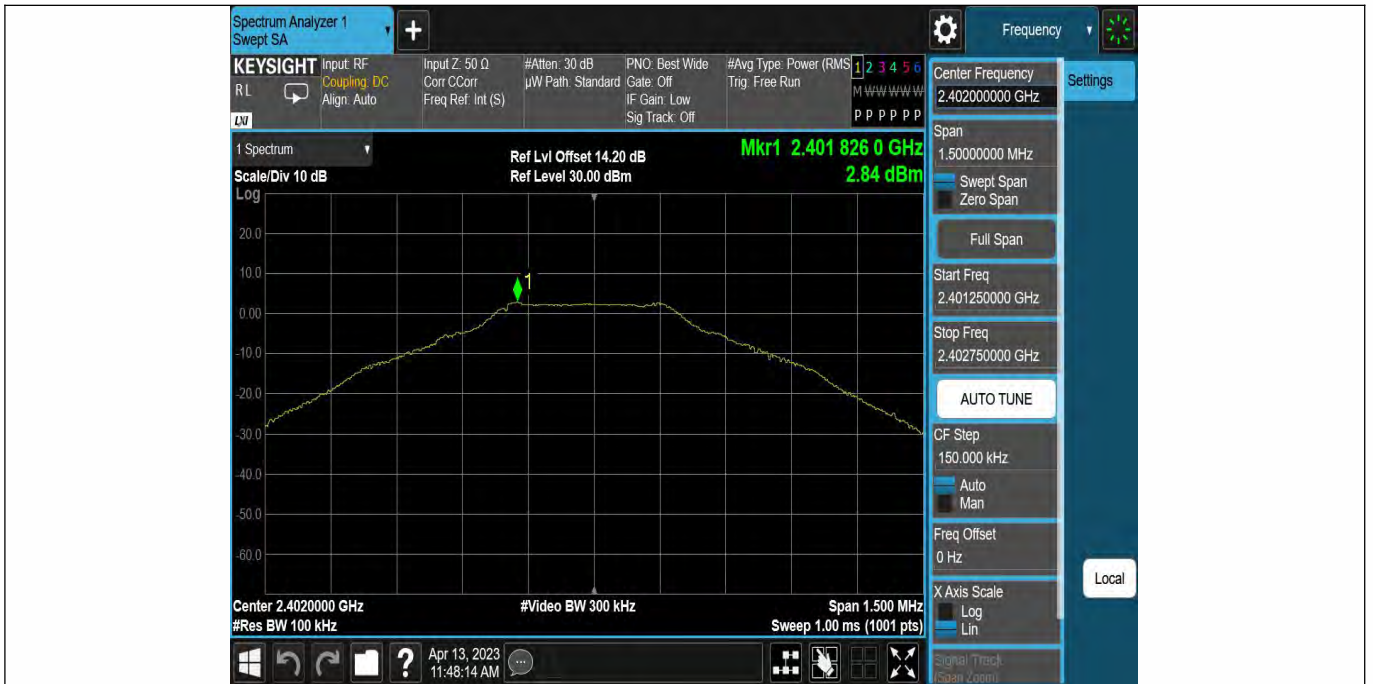 Spectrum Analyzer 1
Swept SA
+
Frequency
KEYSIGHT
RL
LXI
Input: RF
Coupling: DC
Align: Auto
Input Z: 50 Ω
Corr CCorr
Freq Ref: Int (S)
#Atten: 30 dB
µW Path: Standard
PNO: Best Wide
Gate: Off
IF Gain: Low
Sig Track: Off
#Avg Type: Power (RMS
Trig: Free Run
1 2 3 4 5 6
M W W W W W
P P P P P P
1 Spectrum
Scale/Div 10 dB
Log
Ref Lvl Offset 14.20 dB
Ref Level 30.00 dBm
Mkr1 2.401 826 0 GHz
2.84 dBm
20.0
10.0
0.00
-10.0
-20.0
-30.0
-40.0
-50.0
-60.0
1
Center 2.4020000 GHz
#Res BW 100 kHz
#Video BW 300 kHz
Span 1.500 MHz
Sweep 1.00 ms (1001 pts)
Center Frequency
2.402000000 GHz
Settings
Span
1.50000000 MHz
Swept Span
Zero Span
Full Span
Start Freq
2.401250000 GHz
Stop Freq
2.402750000 GHz
AUTO TUNE
CF Step
150.000 kHz
Auto
Man
Freq Offset
0 Hz
X Axis Scale
Log
Lin
Signal Track
(Span Zoom)
Local
?
Apr 13, 2023
11:48:14 AM